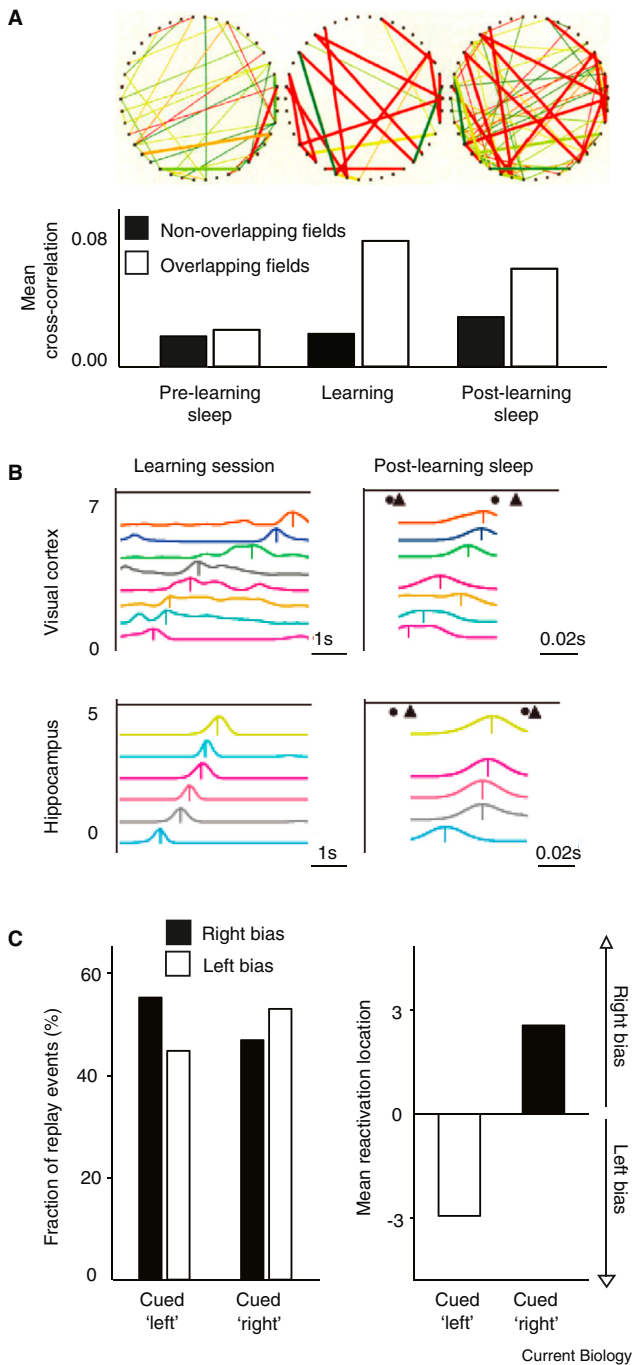 A
Mean
cross-correlation
0.08
0.00
Non-overlapping fields
Overlapping fields
Pre-learning
sleep
Learning
Post-learning
sleep
B
Learning session
Post-learning sleep
Visual cortex
7
0
1s
0.02s
Hippocampus
5
0
1s
0.02s
C
Right bias
Left bias
Fraction of replay events (%)
60
40
20
0
Cued
'left'
Cued
'right'
Mean reactivation location
3
0
-3
Right bias
Left bias
Cued
'left'
Cued
'right'
Current Biology